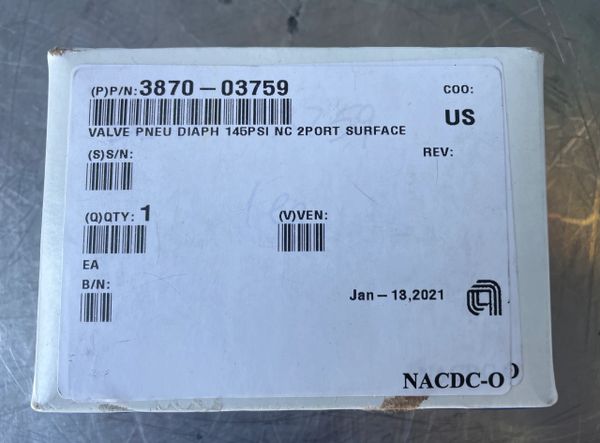 (P)P/N: 3870-03759
COO:
US
VALVE PNEU DIAPH 145PSI NC 2PORT SURFACE
(S)S/N:
REV:
(Q)QTY: 1
(V)VEN:
EA
B/N:
Jan-13,2021
NACDC-O